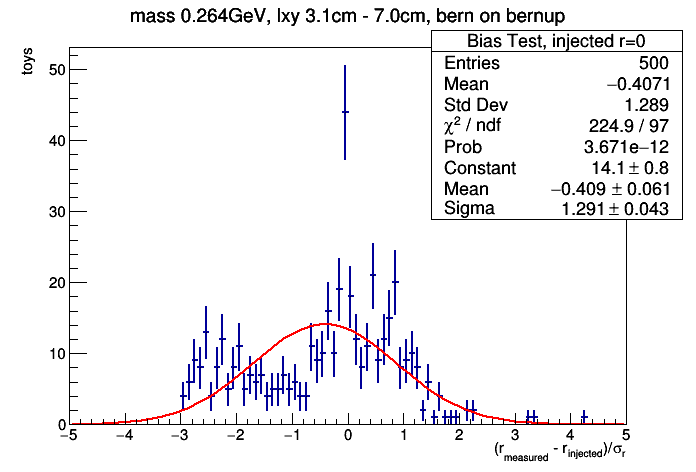 mass 0.264GeV, lxy 3.1cm - 7.0cm, bern on bernup
Bias Test, injected r=0
Entries 500
Mean −0.4071
Std Dev 1.289
χ² / ndf 224.9 / 97
Prob 3.671e−12
Constant 14.1 ± 0.8
Mean −0.409 ± 0.061
Sigma 1.291 ± 0.043
toys
50
40
30
20
10
0
−5 −4 −3 −2 −1 0 1 2 3 4 5
(r_measured - r_injected)/σ_r